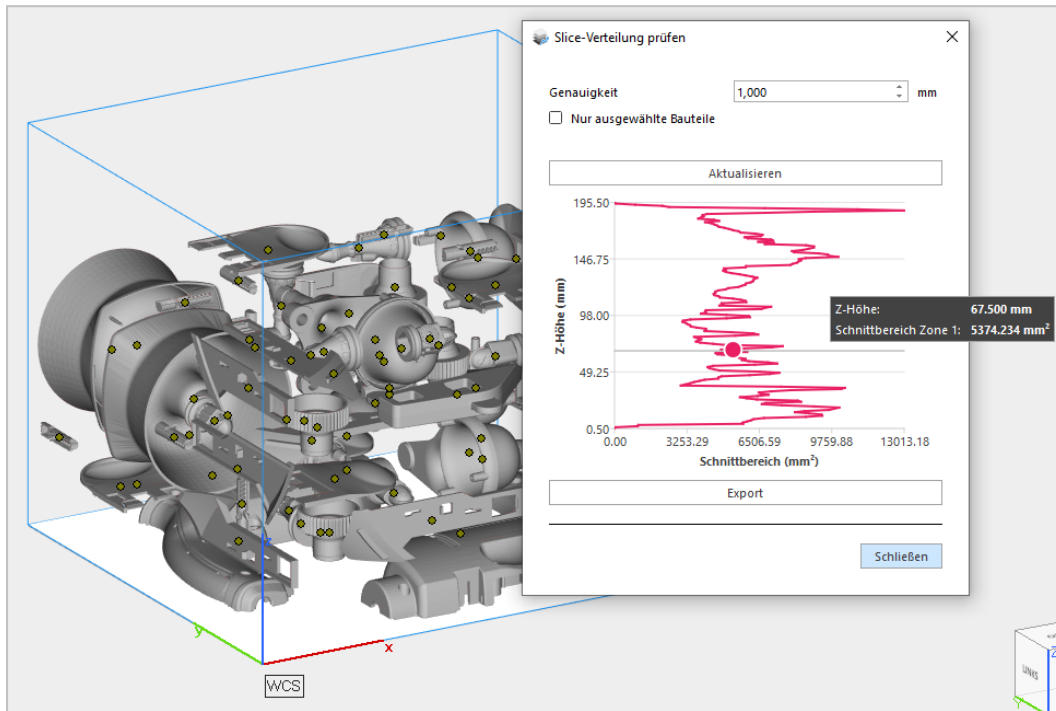 Slice-Verteilung prüfen
Genauigkeit 1,000 mm
Nur ausgewählte Bauteile
Aktualisieren
195.50
146.75
98.00
49.25
0.50
Z-Höhe (mm)
0.00 3253.29 6506.59 9759.88 13013.18
Schnittbereich (mm²)
Z-Höhe: 67.500 mm
Schnittbereich Zone 1: 5374.234 mm²
Export
Schließen
z
y
x
WCS
LINKS
Z
Y